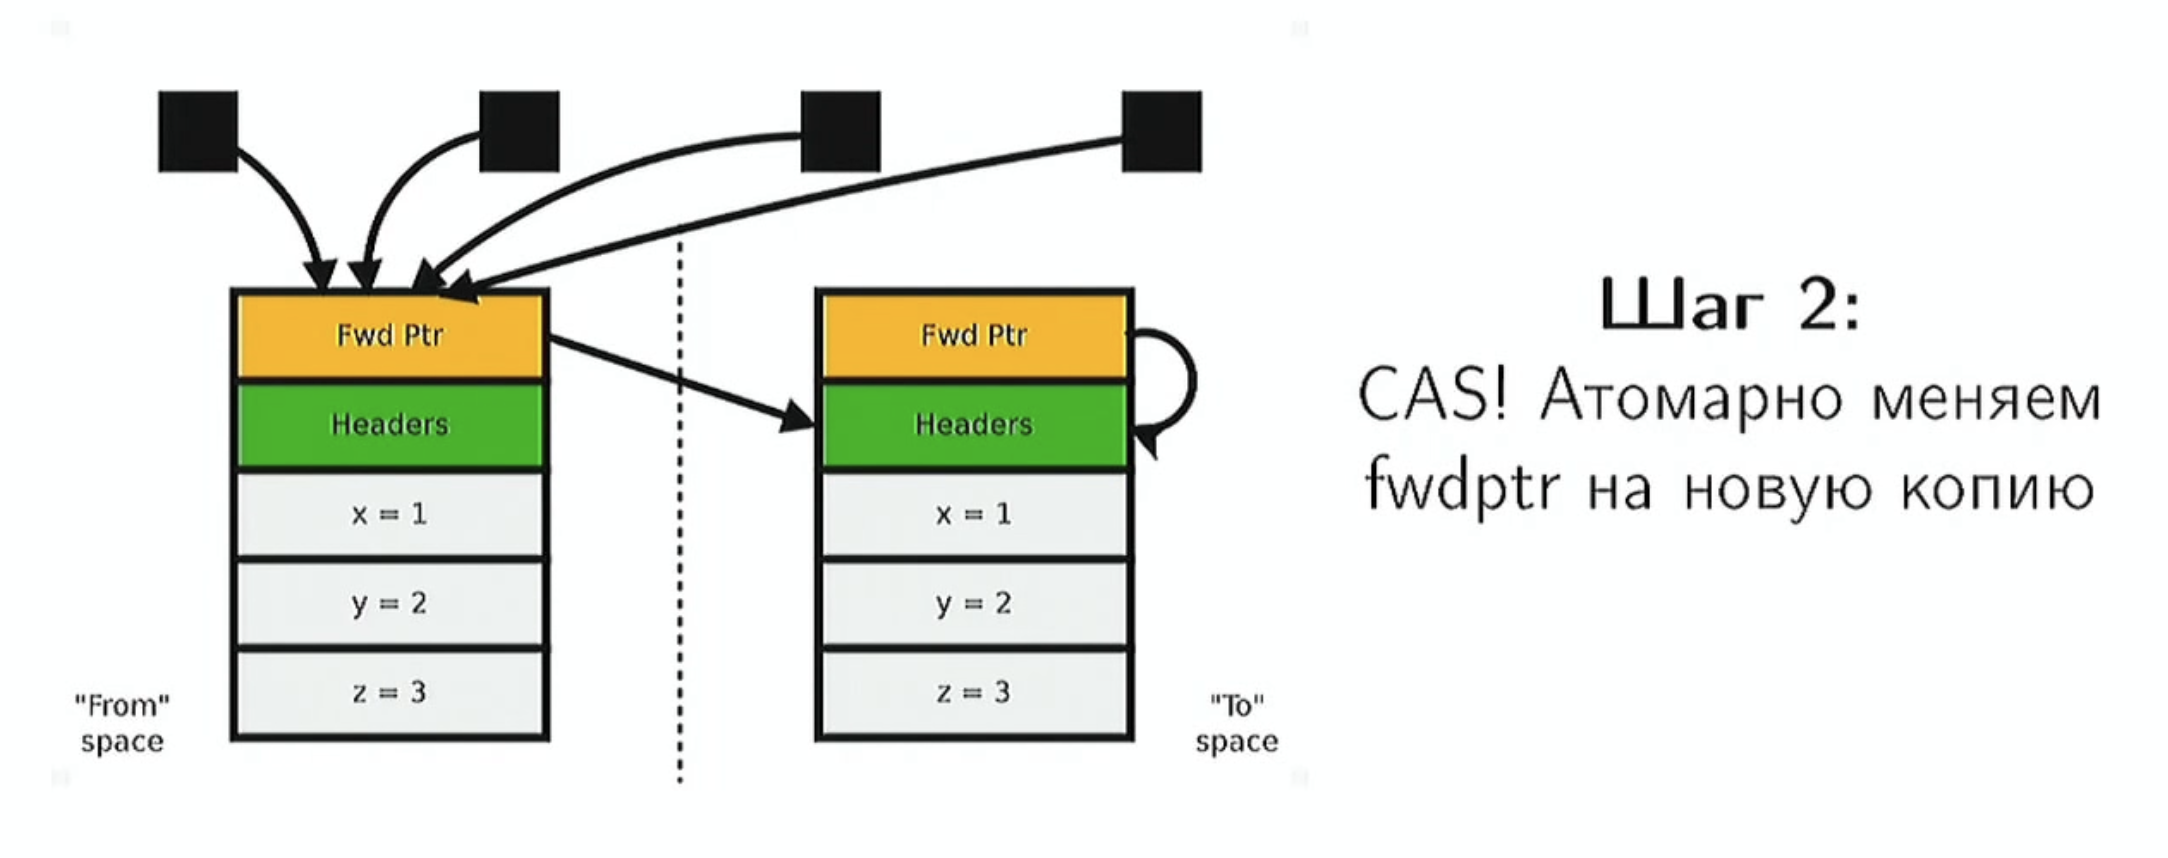 Fwd Ptr
Headers
x = 1
y = 2
z = 3
"From"
space
Fwd Ptr
Headers
x = 1
y = 2
z = 3
"To"
space
Шаг 2:
CAS! Атомарно меняем
fwdptr на новую копию